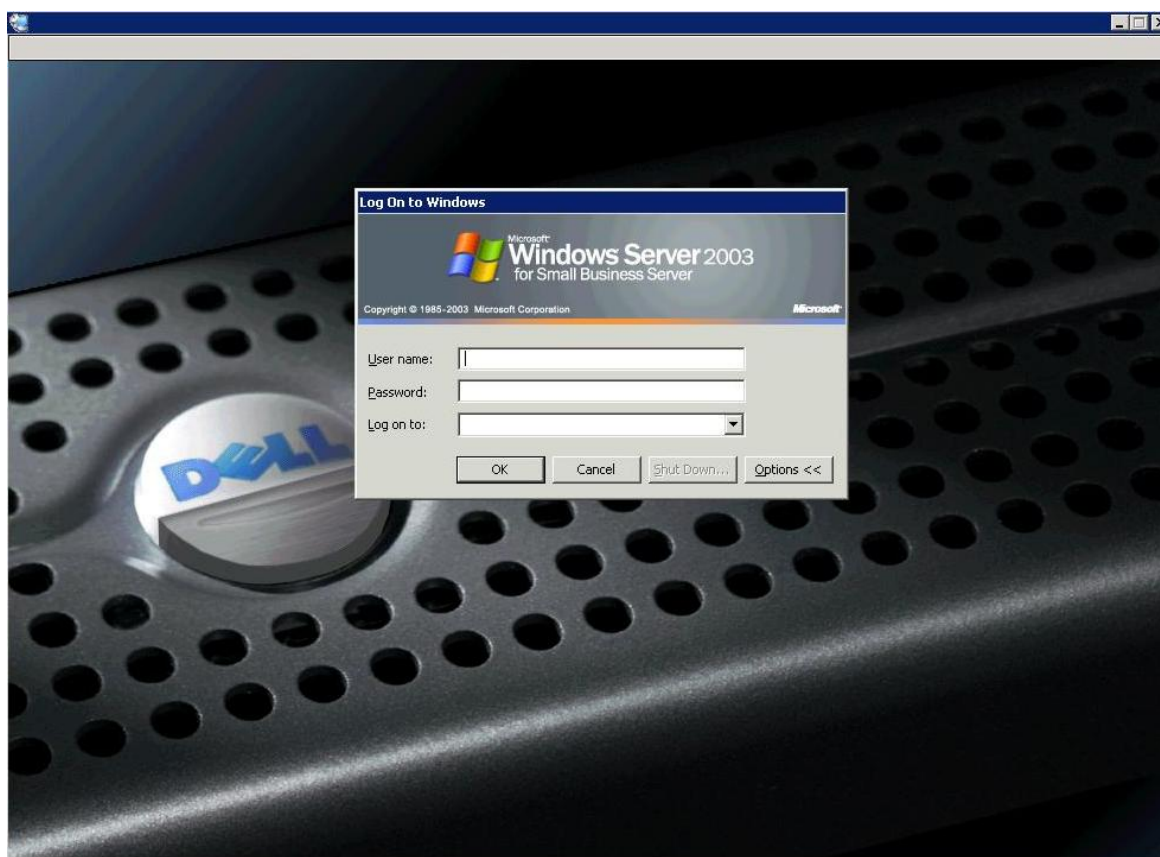 Log On to Windows
Microsoft®
Windows Server 2003
for Small Business Server
Copyright © 1985-2003 Microsoft Corporation
Microsoft®
User name:
Password:
Log on to:
OK
Cancel
Shut Down...
Options <<
DELL